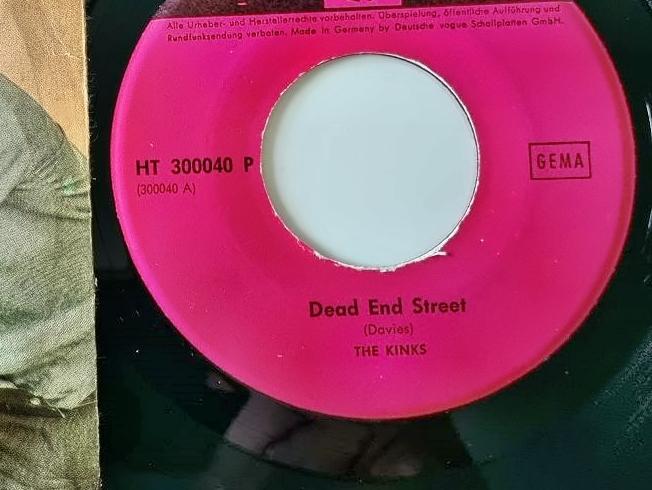 Alle Urheber- und Herstellerrechte vorbehalten. Überspielung, öffentliche Aufführung und
Rundfunksendung verboten. Made in Germany by Deutsche vogue Schallplatten GmbH.
HT 300040 P
(300040 A)
GEMA
Dead End Street
(Davies)
THE KINKS